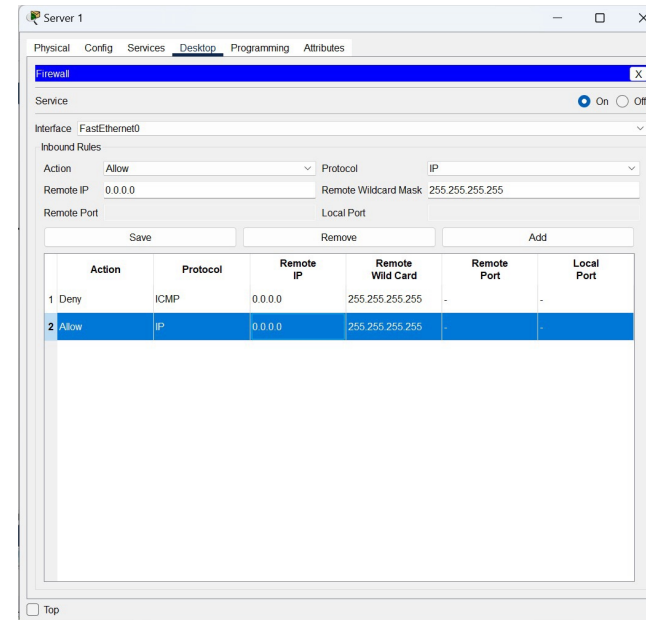 Server 1
Physical Config Services Desktop Programming Attributes
Firewall X
Service On Off
Interface FastEthernet0
Inbound Rules
Action Allow Protocol IP
Remote IP 0.0.0.0 Remote Wildcard Mask 255.255.255.255
Remote Port Local Port
Save Remove Add
Action Protocol Remote IP Remote Wild Card Remote Port Local Port
1 Deny ICMP 0.0.0.0 255.255.255.255 - -
2 Allow IP 0.0.0.0 255.255.255.255 - -
Top